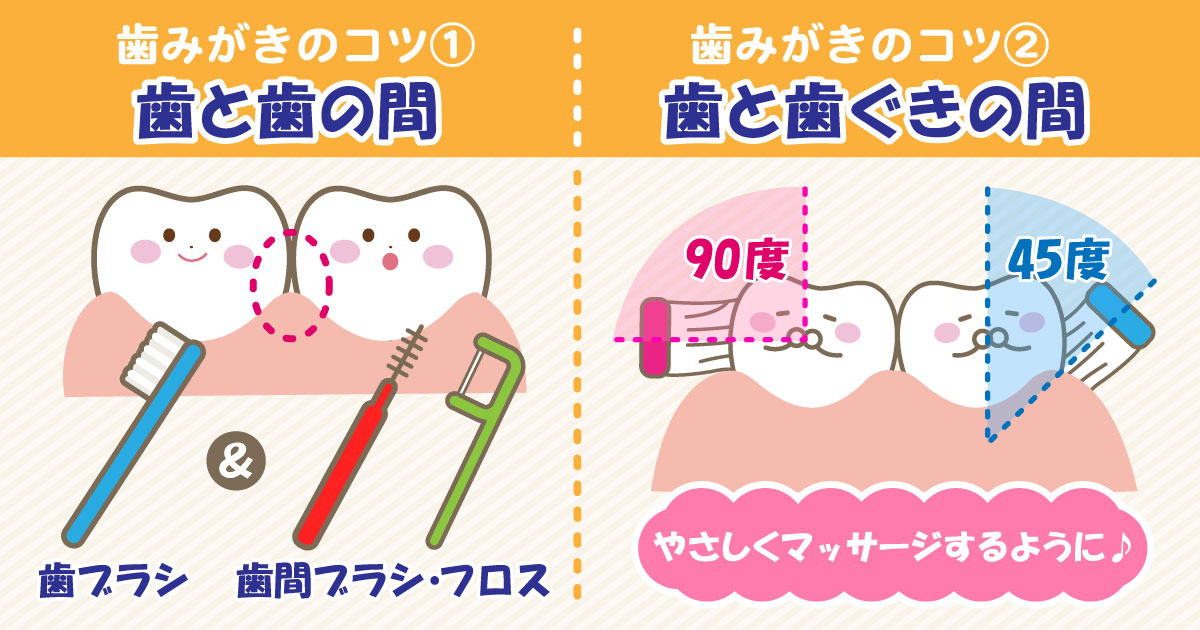 歯みがきのコツ①
歯と歯の間
&
歯ブラシ
歯間ブラシ・フロス
歯みがきのコツ②
歯と歯ぐきの間
90度
45度
やさしくマッサージするように♪